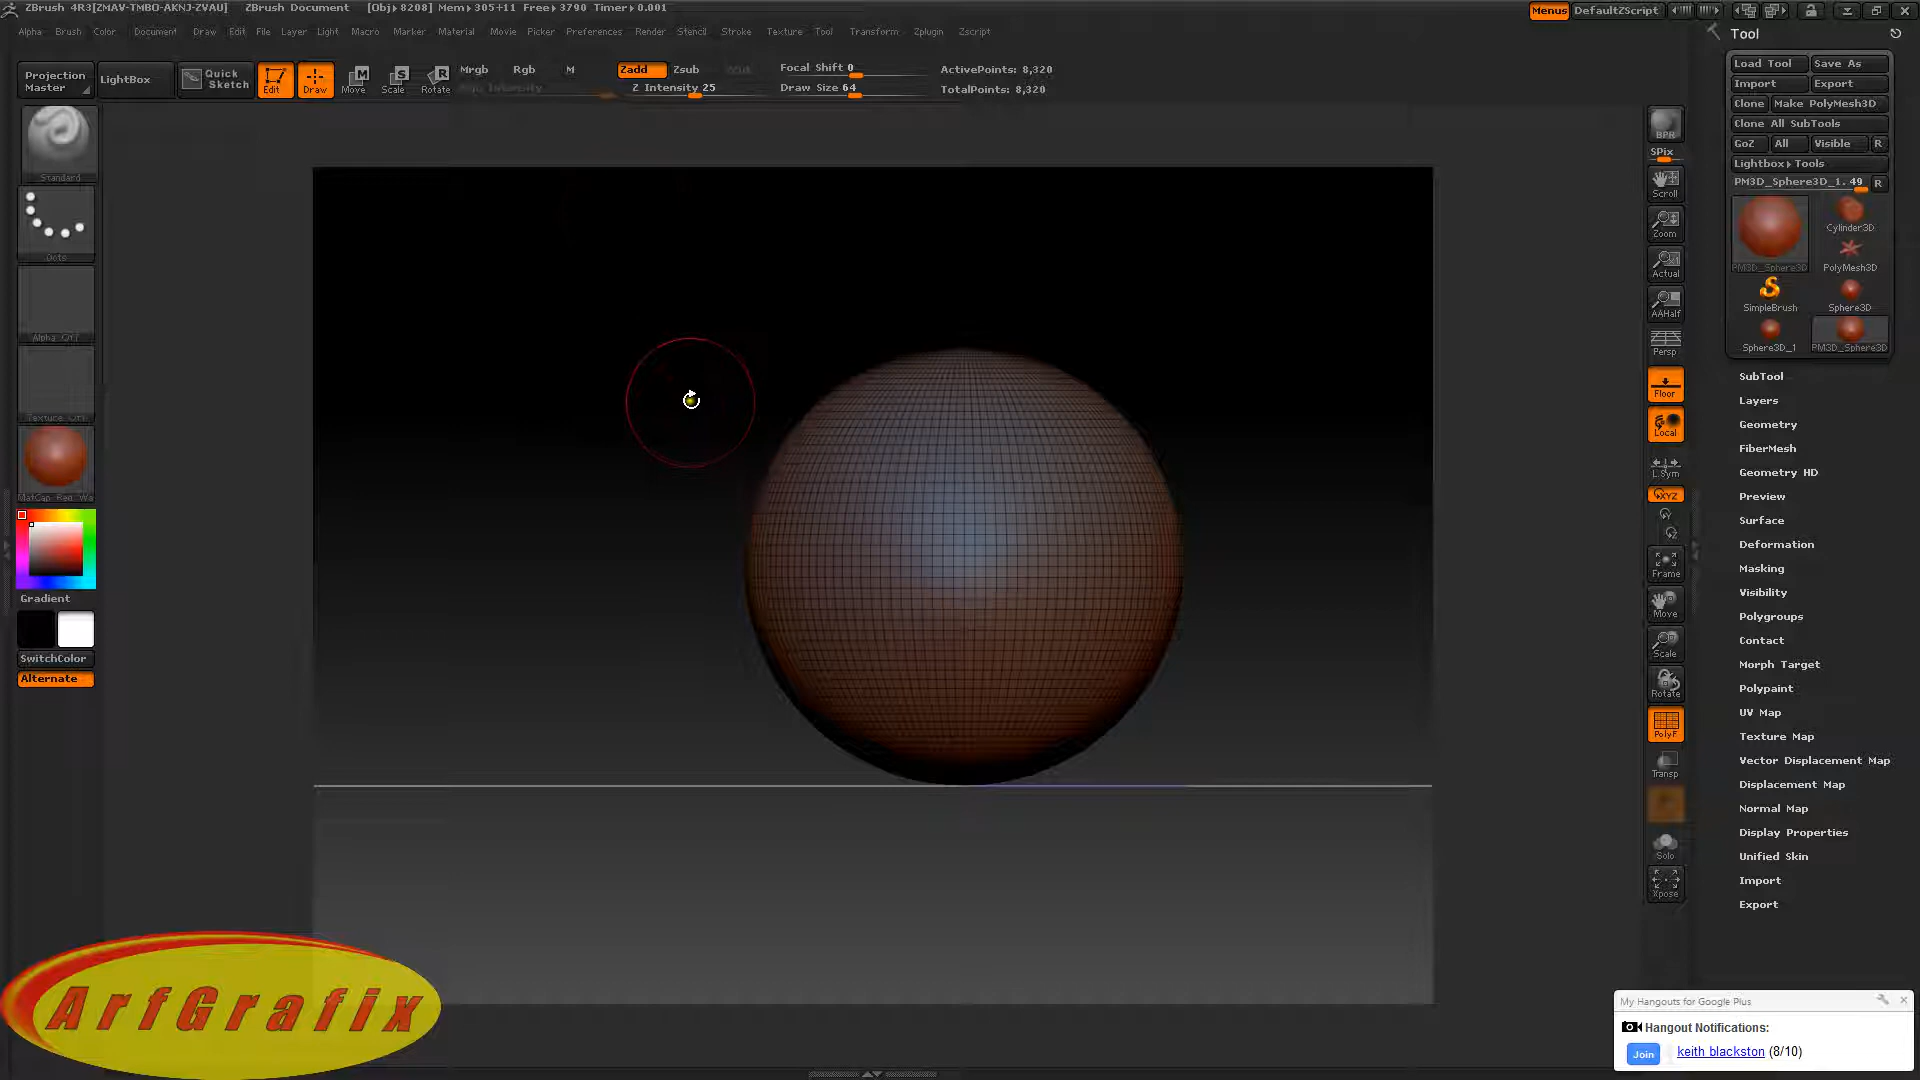 ZBrush 4R3[ZMAV-TMBO-AKNJ-ZVAU] ZBrush Document [Obj▸8208] Mem▸305+11 Free▸3790 Timer▸0.001 Menus DefaultZScript
Alpha Brush Color Document Draw Edit File Layer Light Macro Marker Material Movie Picker Preferences Render Stencil Stroke Texture Tool Transform Zplugin Zscript
Projection Master
LightBox
Quick Sketch
Edit
Draw
Move
Scale
Rotate
Mrgb Rgb M
Zadd Zsub
Z Intensity 25
Focal Shift 0
Draw Size 64
ActivePoints: 8,320
TotalPoints: 8,320
Standard
Dots
Alpha Off
Texture Off
MatCap Red Wa
Gradient
SwitchColor
Alternate
BPR
SPix
Scroll
Zoom
Actual
AAHalf
Persp
Floor
Local
L.Sym
XYZ
Frame
Move
Scale
Rotate
PolyF
Transp
Solo
Xpose
Tool
Load Tool Save As
Import Export
Clone Make PolyMesh3D
Clone All SubTools
GoZ All Visible R
Lightbox▸Tools
PM3D_Sphere3D_1. 49 R
PM3D_Sphere3D
Cylinder3D
PolyMesh3D
SimpleBrush Sphere3D
Sphere3D_1 PM3D_Sphere3D
SubTool
Layers
Geometry
FiberMesh
Geometry HD
Preview
Surface
Deformation
Masking
Visibility
Polygroups
Contact
Morph Target
Polypaint
UV Map
Texture Map
Vector Displacement Map
Displacement Map
Normal Map
Display Properties
Unified Skin
Import
Export
ArfGrafix
My Hangouts for Google Plus
Hangout Notifications:
Join keith blackston (8/10)